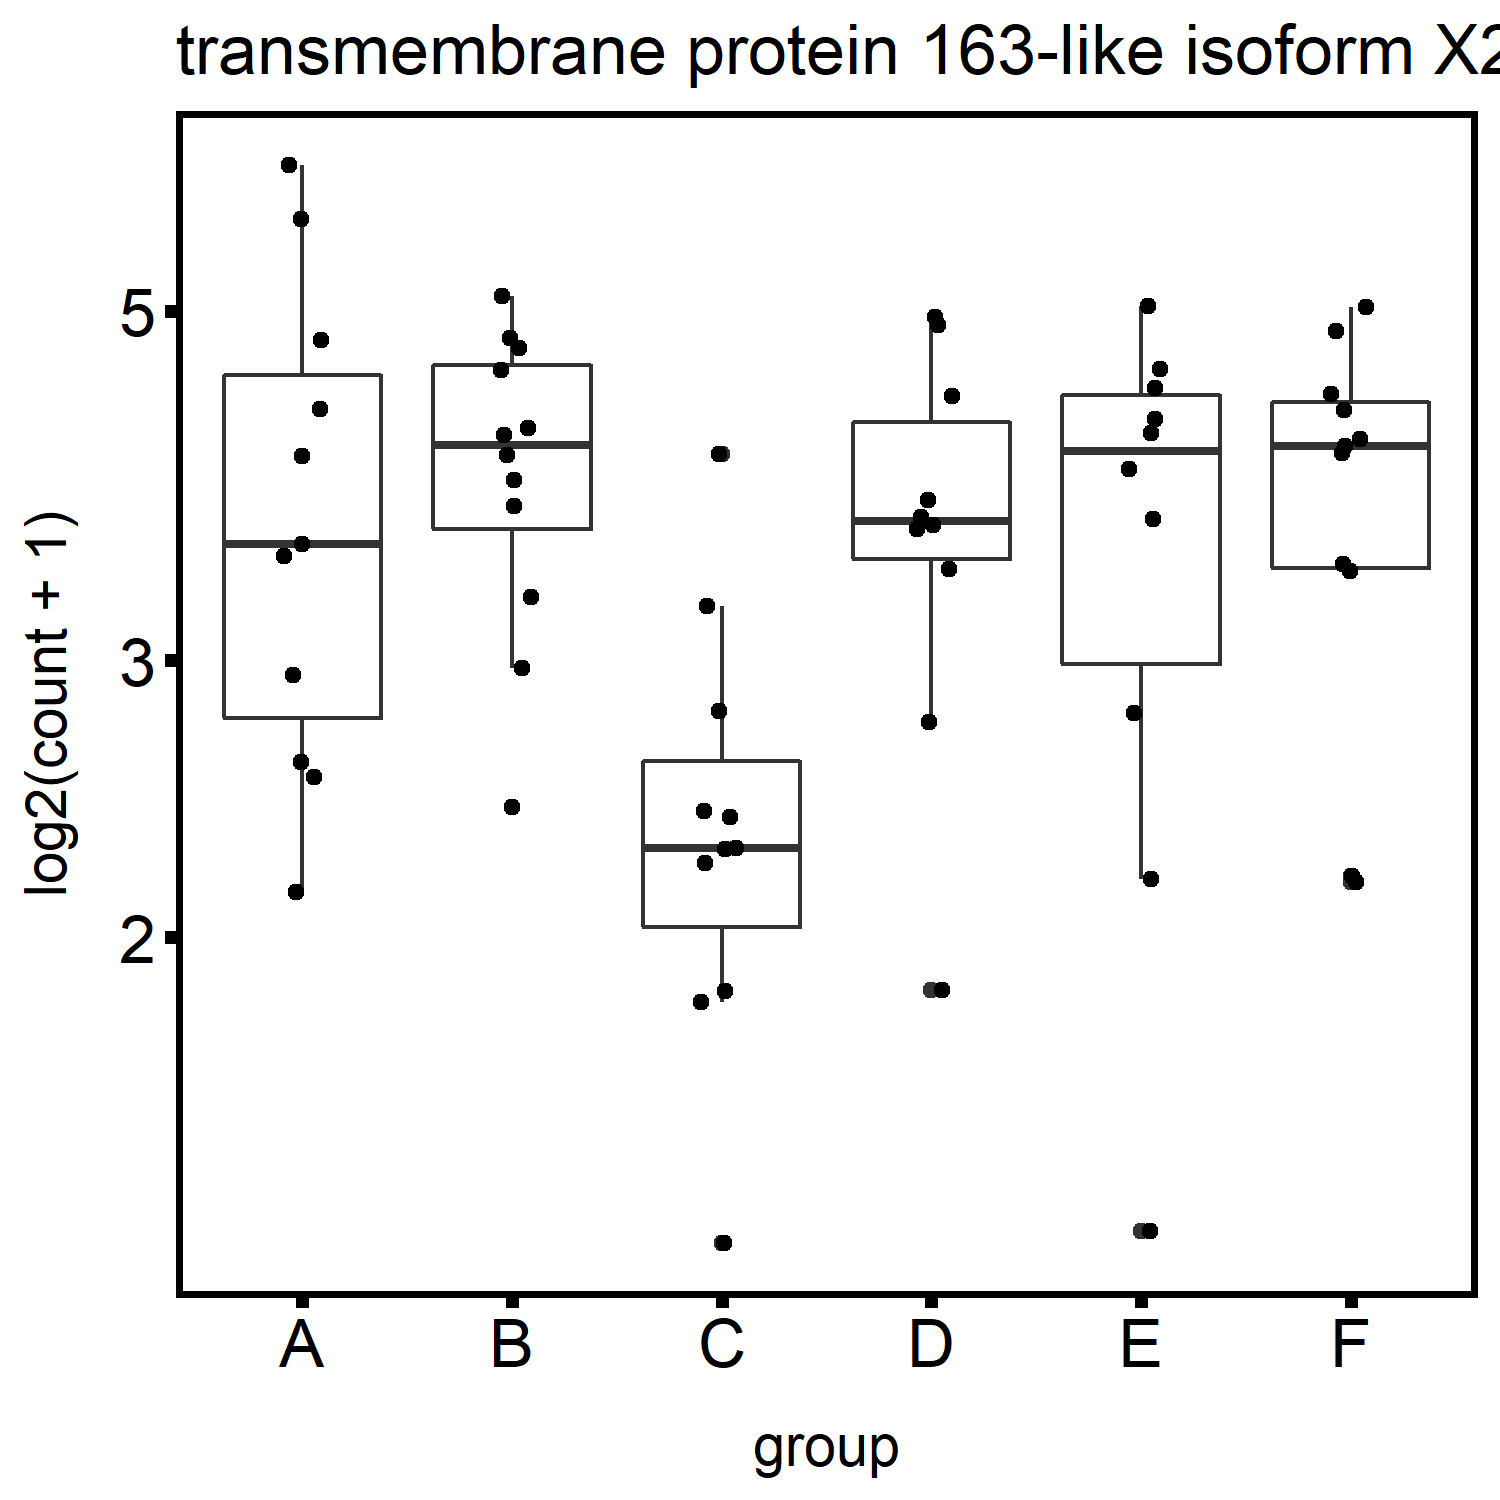 transmembrane protein 163-like isoform X2
log2(count + 1)
5
3
2
A B C D E F
group